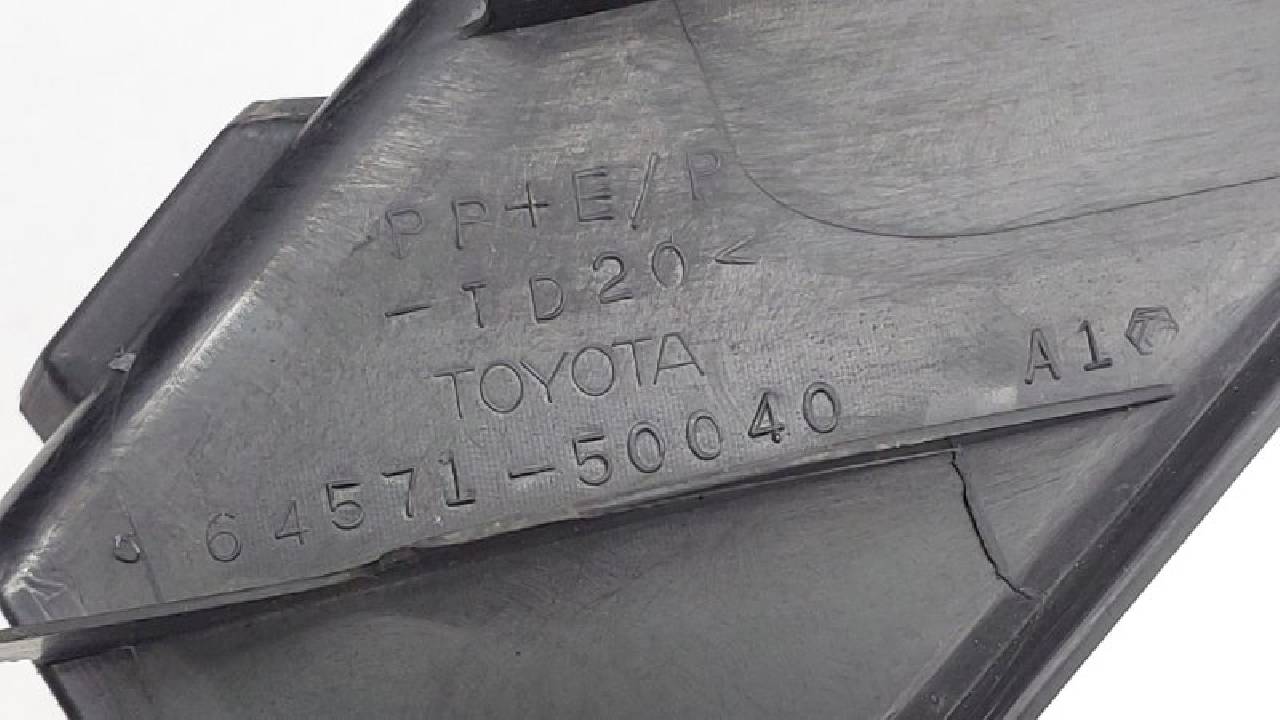 >PP+E/P
-TD20<
TOYOTA
64571-50040 A1